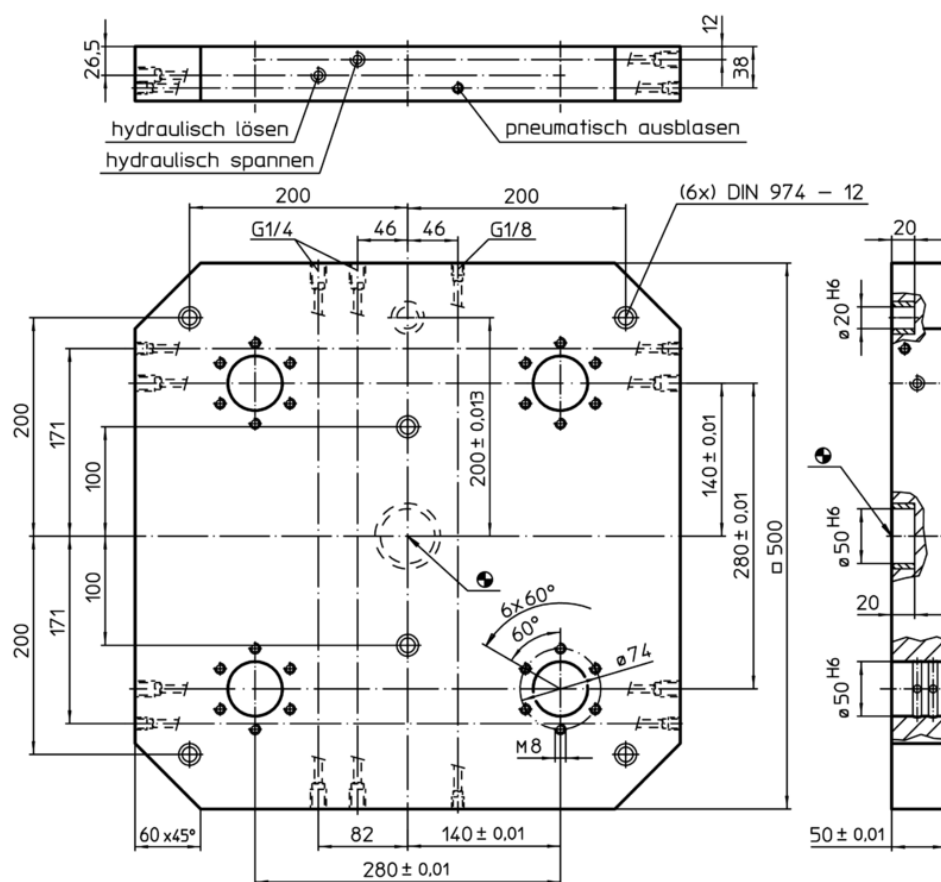 12
26,5
38
hydraulisch lösen
pneumatisch ausblasen
hydraulisch spannen
200
200
(6x) DIN 974 – 12
G1/4
46
46
G1/8
20
ø20 H6
200
171
100
200 ± 0,013
140 ± 0,01
280 ± 0,01
□ 500
ø50 H6
100
171
200
6x60°
60°
ø74
20
ø50 H6
M8
60 x45°
82
140 ± 0,01
50 ± 0,01
280 ± 0,01